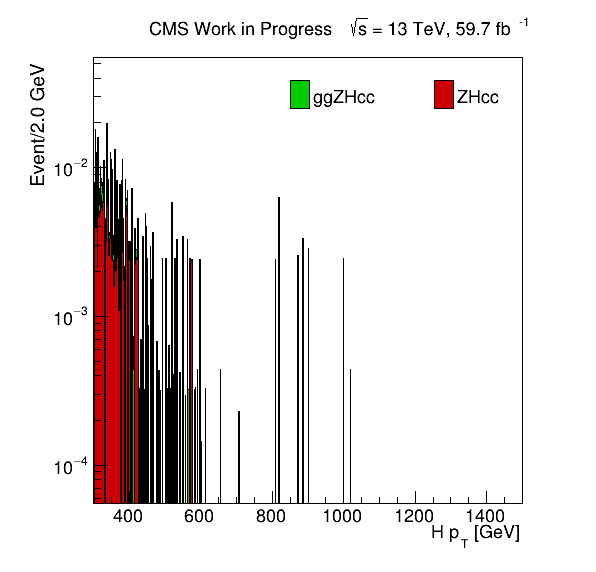 CMS Work in Progress √s = 13 TeV, 59.7 fb⁻¹
Event/2.0 GeV
ggZHcc ZHcc
10⁻²
10⁻³
10⁻⁴
400 600 800 1000 1200 1400
H p_T [GeV]